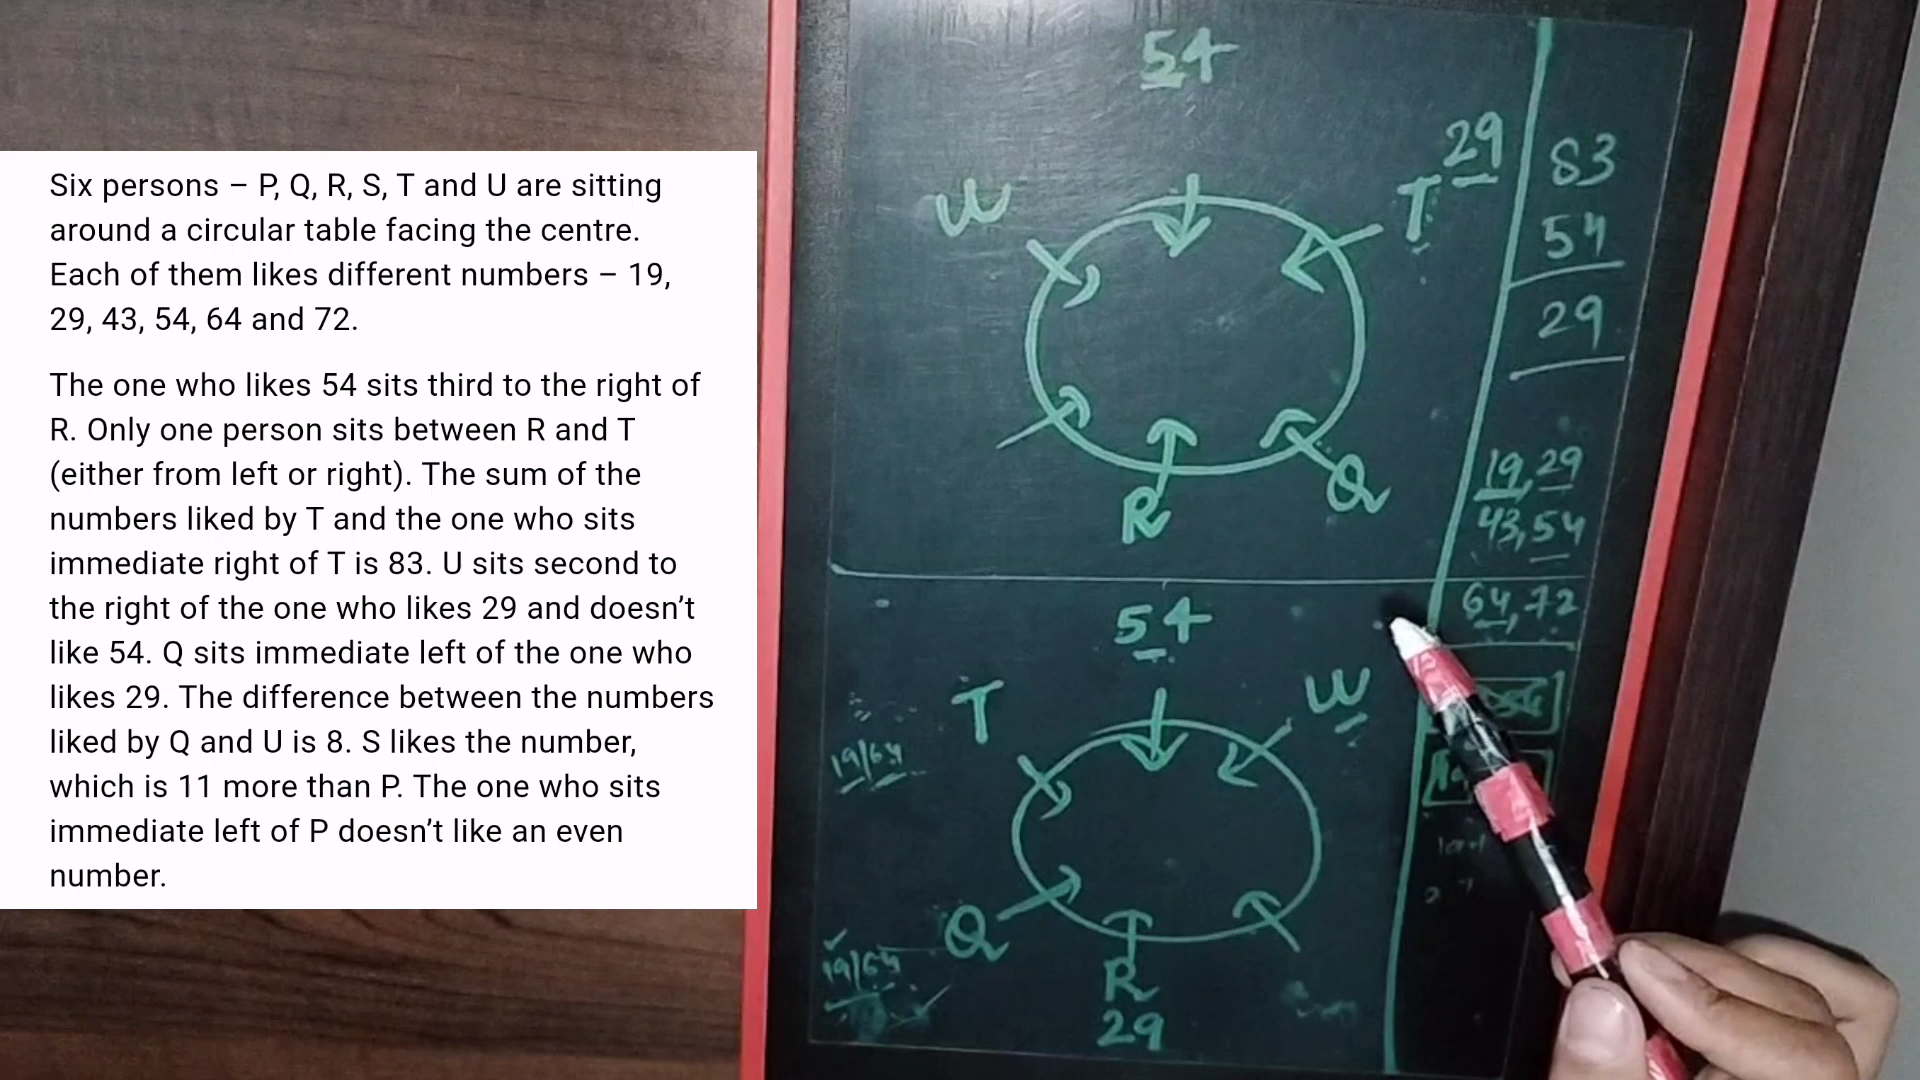 Six persons – P, Q, R, S, T and U are sitting
around a circular table facing the centre.
Each of them likes different numbers – 19,
29, 43, 54, 64 and 72.
The one who likes 54 sits third to the right of
R. Only one person sits between R and T
(either from left or right). The sum of the
numbers liked by T and the one who sits
immediate right of T is 83. U sits second to
the right of the one who likes 29 and doesn’t
like 54. Q sits immediate left of the one who
likes 29. The difference between the numbers
liked by Q and U is 8. S likes the number,
which is 11 more than P. The one who sits
immediate left of P doesn’t like an even
number.
54
29
U
T
R
Q
83
54
29
19, 29
43, 54
64, 72
54
T
U
19/64
Q
19/64
R
29